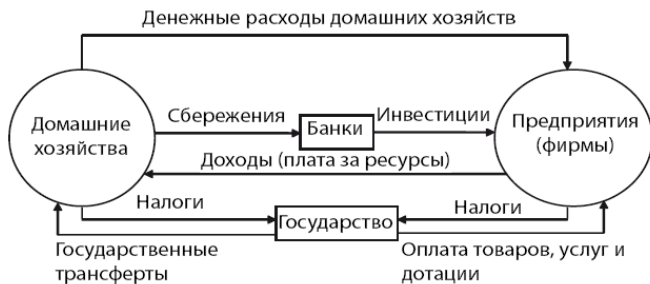 Денежные расходы домашних хозяйств
Домашние
хозяйства
Сбережения
Банки
Инвестиции
Предприятия
(фирмы)
Доходы (плата за ресурсы)
Налоги
Государство
Налоги
Государственные
трансферты
Оплата товаров, услуг и
дотации